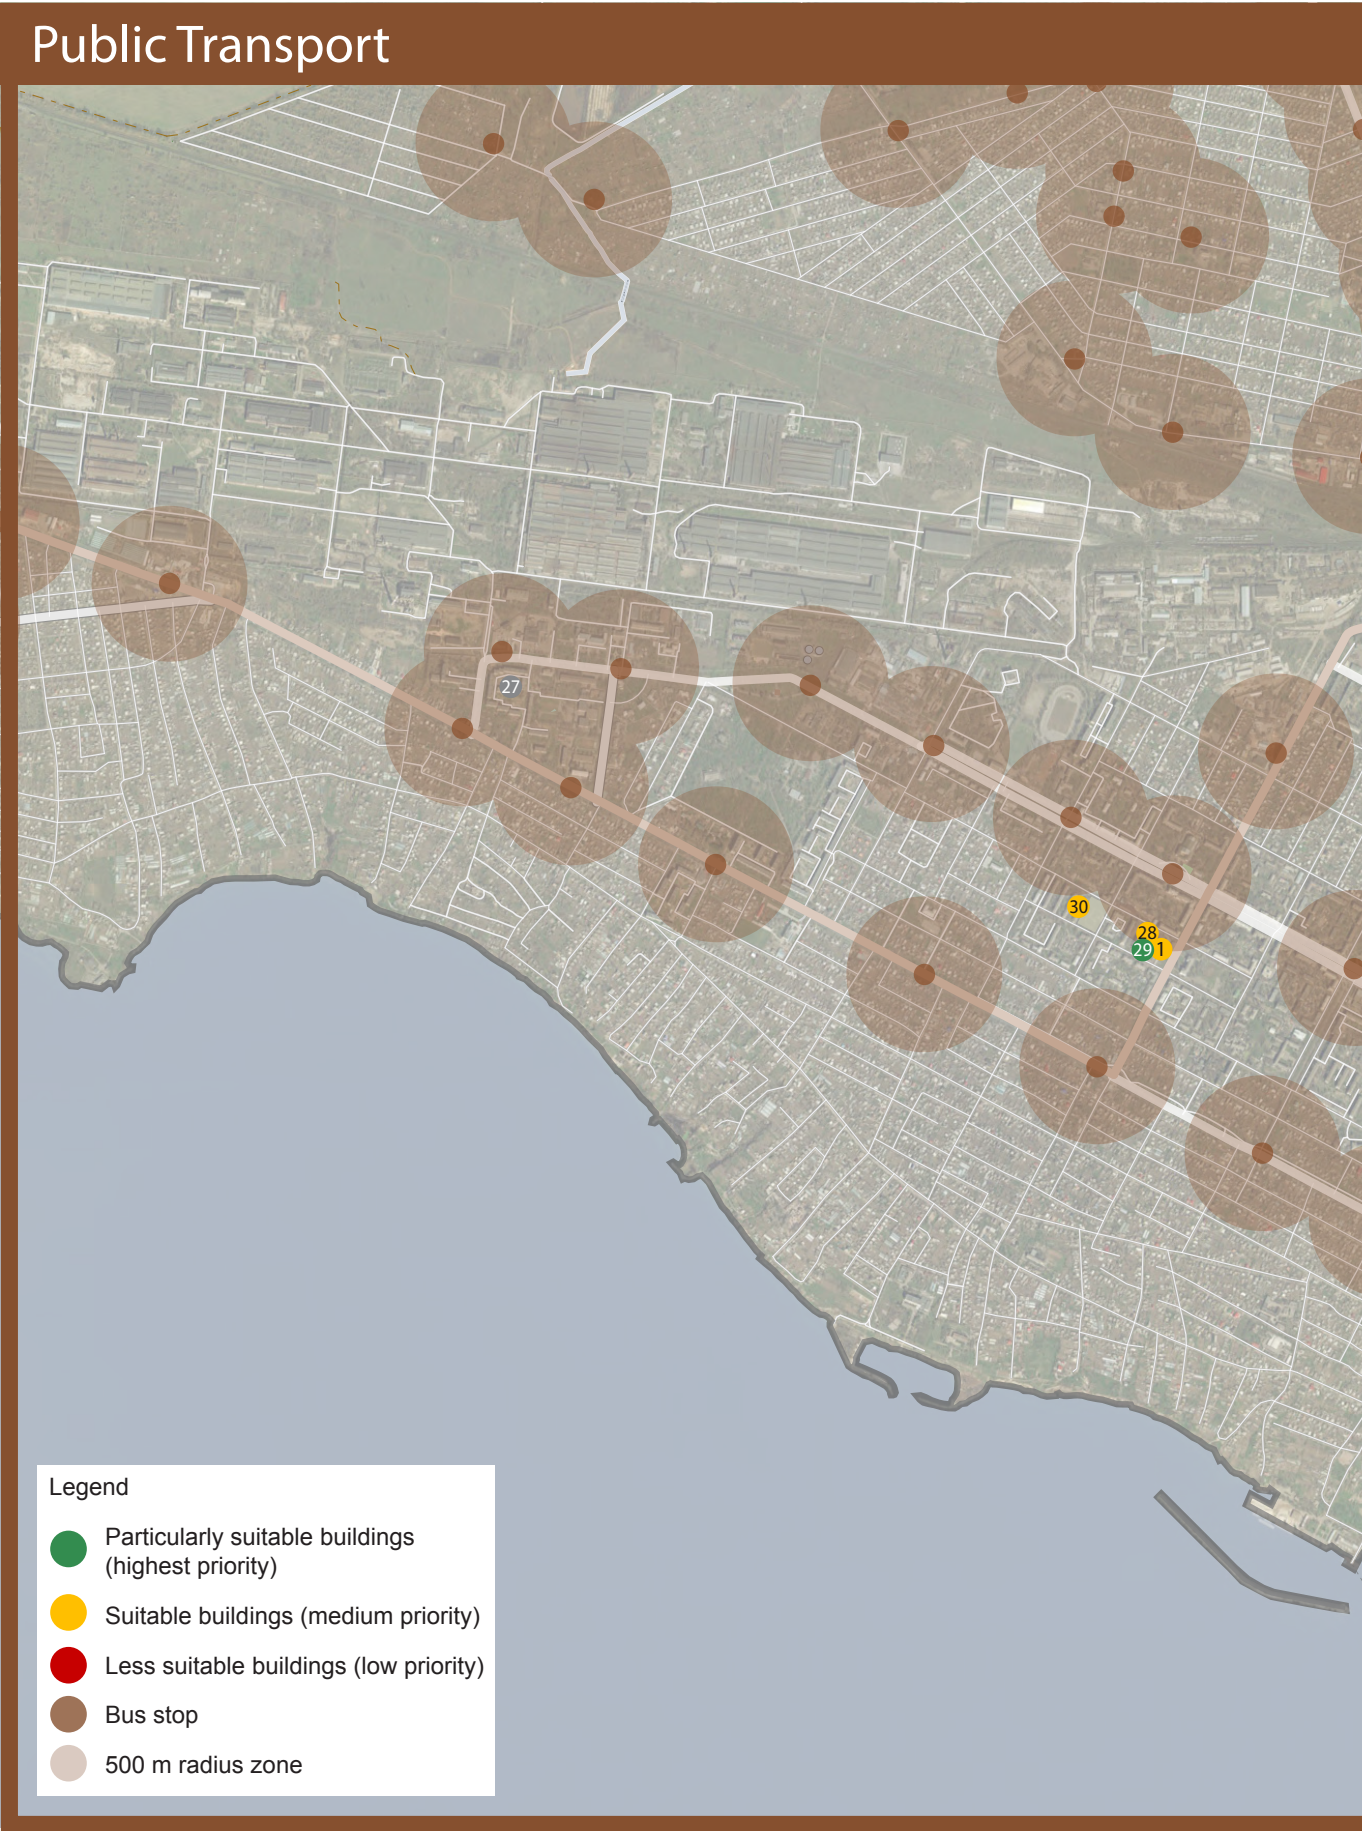 Public Transport
27
30
28
29
1
Legend
Particularly suitable buildings
(highest priority)
Suitable buildings (medium priority)
Less suitable buildings (low priority)
Bus stop
500 m radius zone